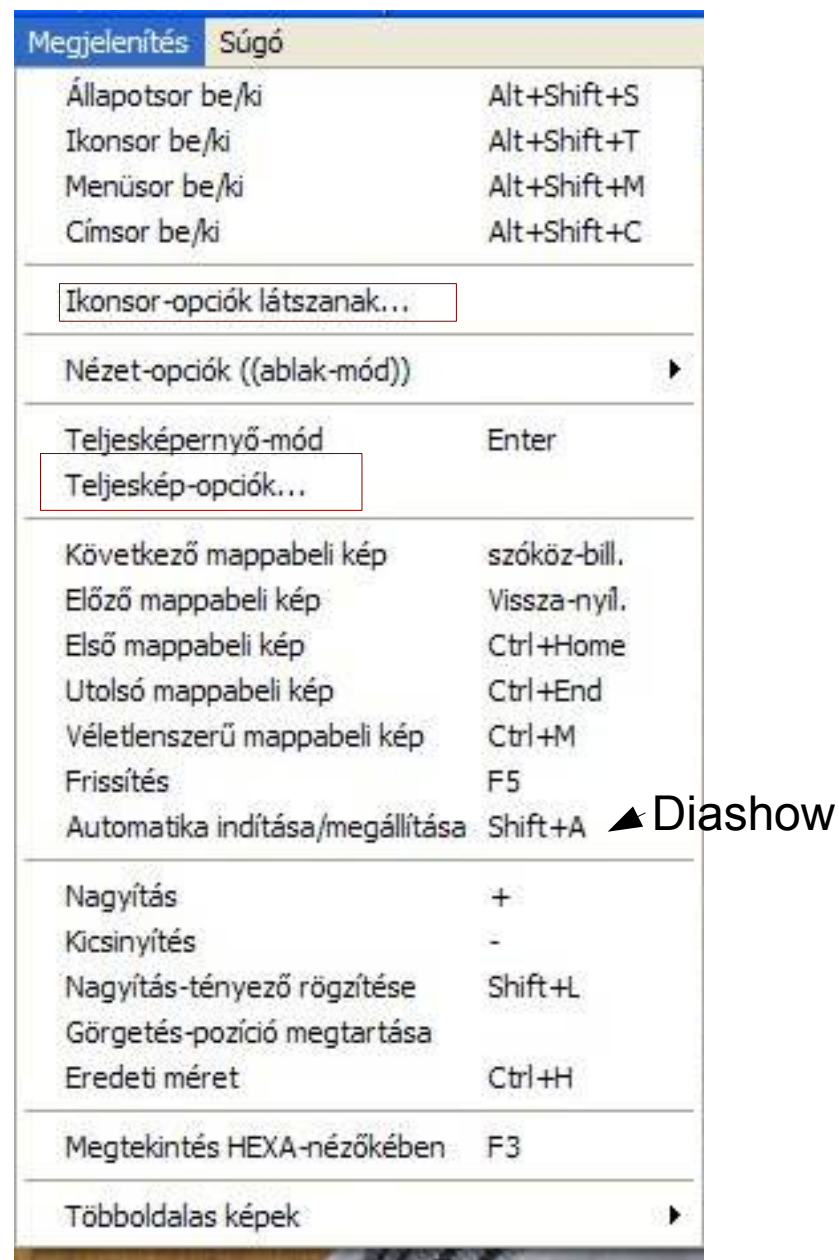 Megjelenítés Súgó
Állapotsor be/ki Alt+Shift+S
Ikonsor be/ki Alt+Shift+T
Menüsor be/ki Alt+Shift+M
Címsor be/ki Alt+Shift+C
Ikonsor-opciók látszanak...
Nézet-opciók ((ablak-mód))
Teljesképernyő-mód Enter
Teljeskép-opciók...
Következő mappabeli kép szóköz-bill.
Előző mappabeli kép Vissza-nyíl.
Első mappabeli kép Ctrl+Home
Utolsó mappabeli kép Ctrl+End
Véletlenszerű mappabeli kép Ctrl+M
Frissítés F5
Automatika indítása/megállítása Shift+A Diashow
Nagyítás +
Kicsinyítés -
Nagyítás-tényező rögzítése Shift+L
Görgetés-pozíció megtartása
Eredeti méret Ctrl+H
Megtekintés HEXA-nézőkében F3
Többoldalas képek